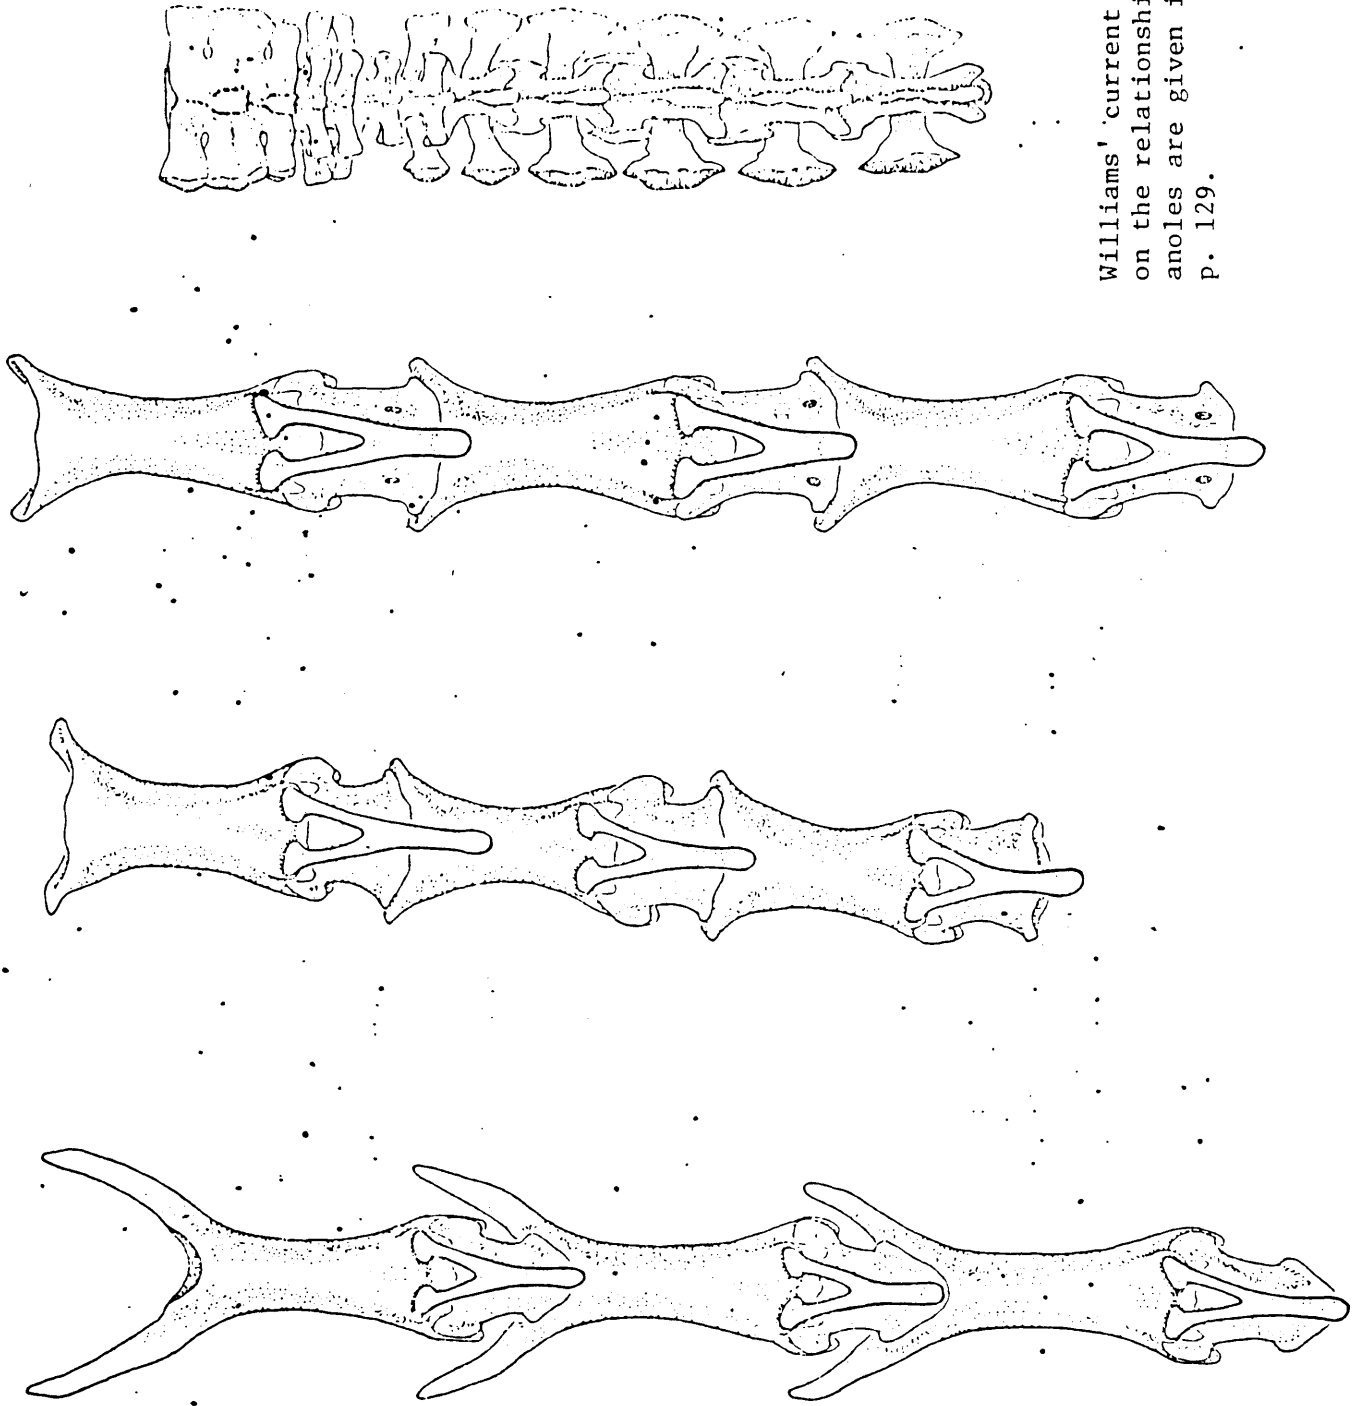 Williams' current
on the relationshi
anoles are given i
p. 129.